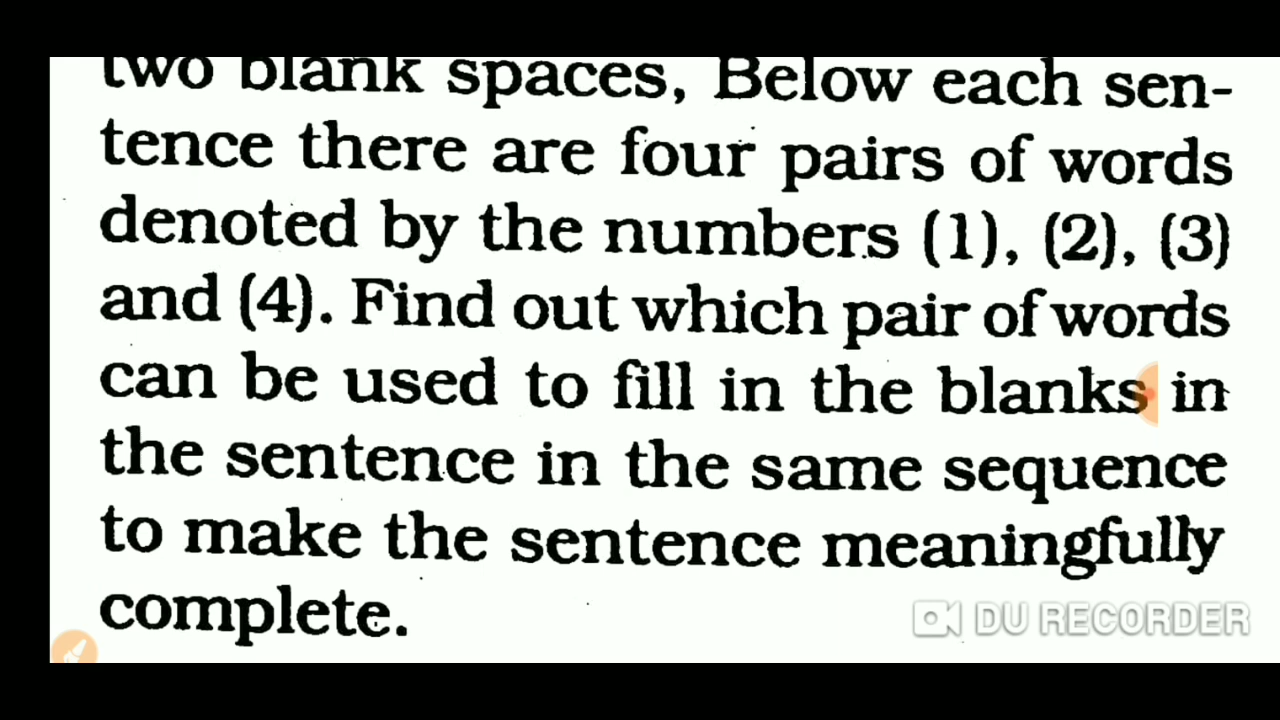 two blank spaces, Below each sen-
tence there are four pairs of words
denoted by the numbers (1), (2), (3)
and (4). Find out which pair of words
can be used to fill in the blanks in
the sentence in the same sequence
to make the sentence meaningfully
complete.
DU RECORDER